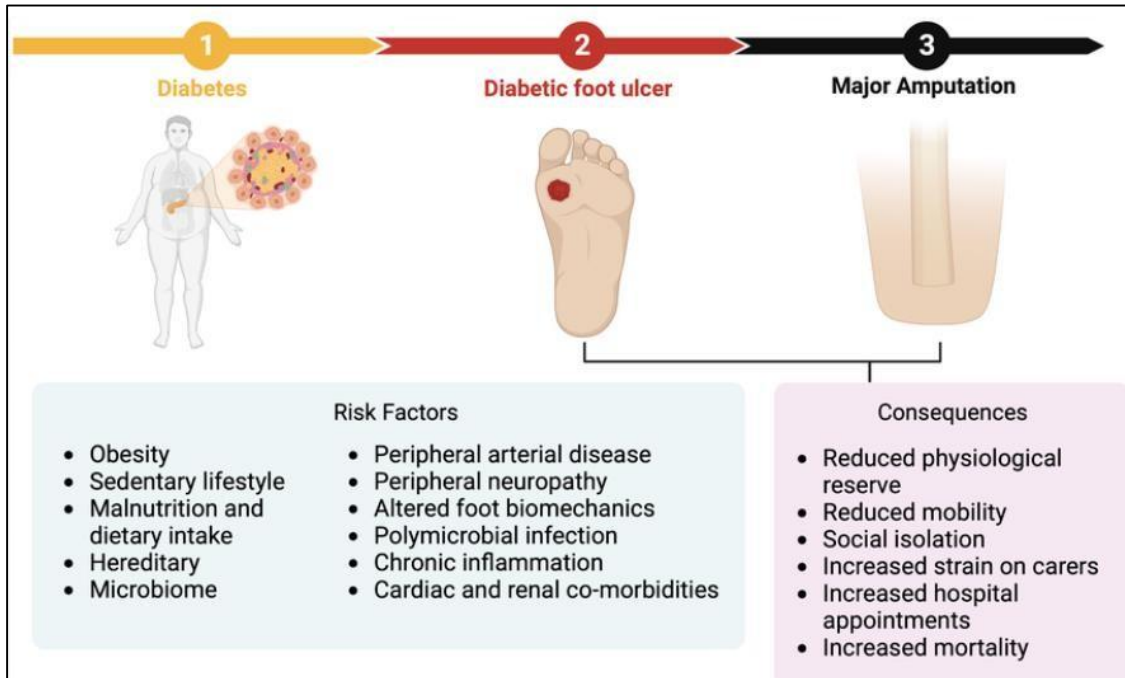 1
2
3
Diabetes
Diabetic foot ulcer
Major Amputation
Risk Factors
• Obesity
• Sedentary lifestyle
• Malnutrition and
dietary intake
• Hereditary
• Microbiome
• Peripheral arterial disease
• Peripheral neuropathy
• Altered foot biomechanics
• Polymicrobial infection
• Chronic inflammation
• Cardiac and renal co-morbidities
Consequences
• Reduced physiological
reserve
• Reduced mobility
• Social isolation
• Increased strain on carers
• Increased hospital
appointments
• Increased mortality